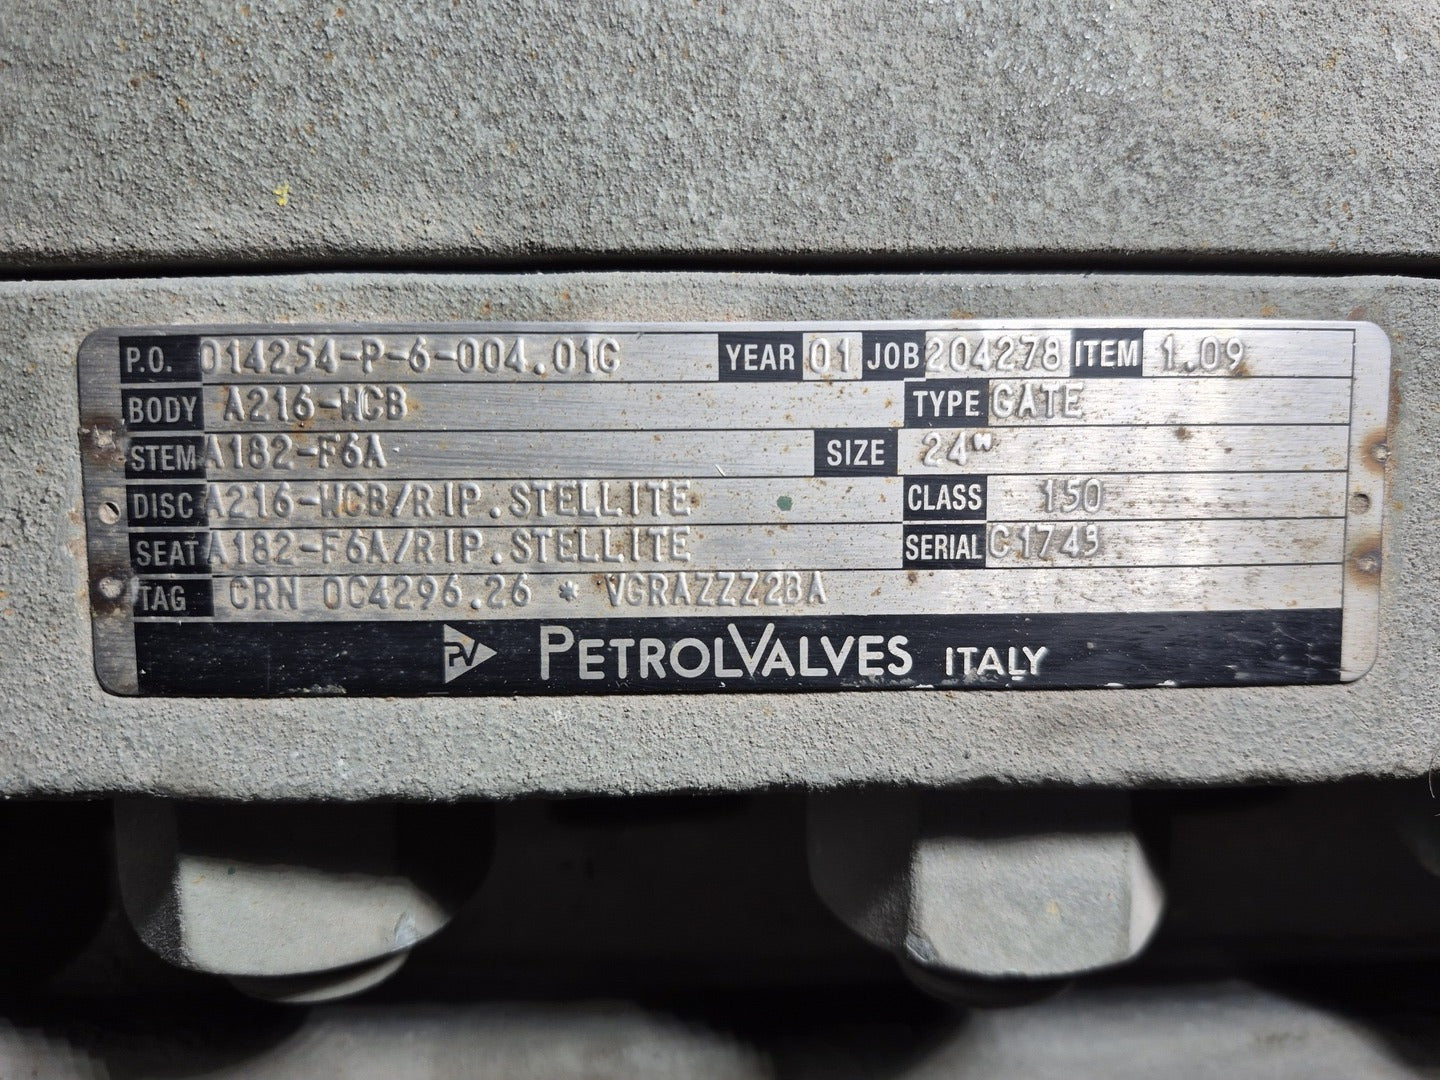 P.O. 014254-P-6-004.01C YEAR 01 JOB 204278 ITEM 1.09
BODY A216-WCB TYPE GATE
STEM A182-F6A SIZE 24"
DISC A216-WCB/RIP.STELLITE CLASS 150
SEAT A182-F6A/RIP.STELLITE SERIAL C1743
TAG CRN 0C4296.26 * VGRAZZZ2BA
PV PETROLVALVES ITALY